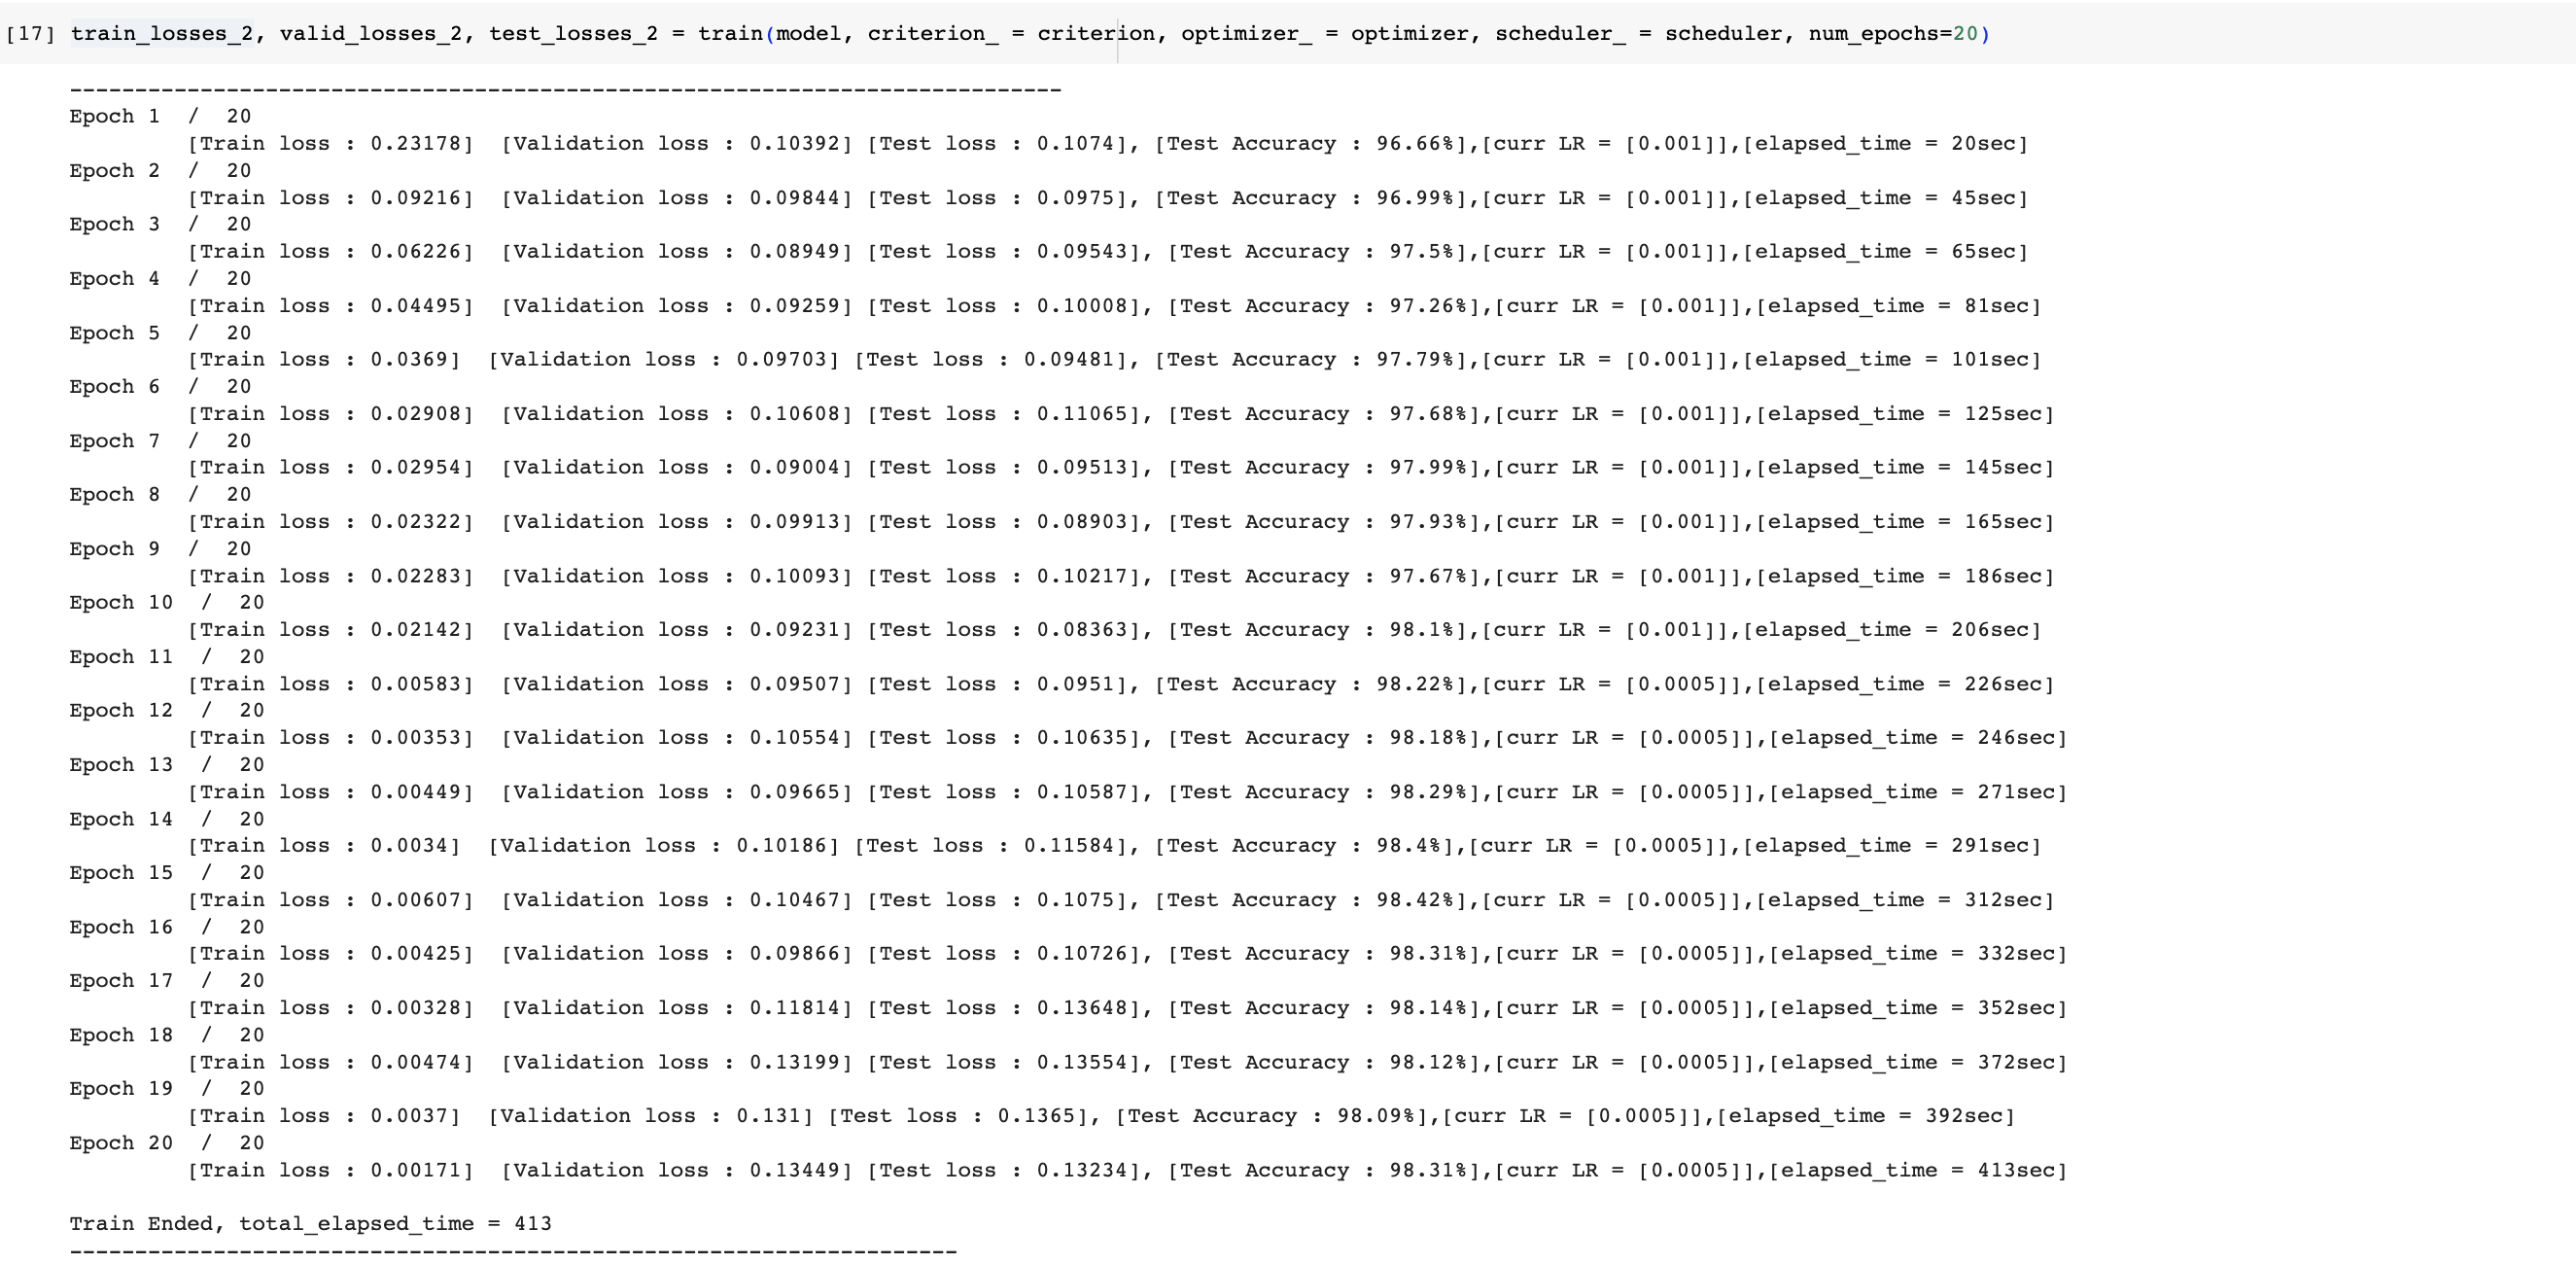 [17] train_losses_2, valid_losses_2, test_losses_2 = train(model, criterion_ = criterion, optimizer_ = optimizer, scheduler_ = scheduler, num_epochs=20)
----------------------------------------------------------------------------
Epoch 1  /  20
[Train loss : 0.23178]  [Validation loss : 0.10392] [Test loss : 0.1074], [Test Accuracy : 96.66%],[curr LR = [0.001]],[elapsed_time = 20sec]
Epoch 2  /  20
[Train loss : 0.09216]  [Validation loss : 0.09844] [Test loss : 0.0975], [Test Accuracy : 96.99%],[curr LR = [0.001]],[elapsed_time = 45sec]
Epoch 3  /  20
[Train loss : 0.06226]  [Validation loss : 0.08949] [Test loss : 0.09543], [Test Accuracy : 97.5%],[curr LR = [0.001]],[elapsed_time = 65sec]
Epoch 4  /  20
[Train loss : 0.04495]  [Validation loss : 0.09259] [Test loss : 0.10008], [Test Accuracy : 97.26%],[curr LR = [0.001]],[elapsed_time = 81sec]
Epoch 5  /  20
[Train loss : 0.0369]  [Validation loss : 0.09703] [Test loss : 0.09481], [Test Accuracy : 97.79%],[curr LR = [0.001]],[elapsed_time = 101sec]
Epoch 6  /  20
[Train loss : 0.02908]  [Validation loss : 0.10608] [Test loss : 0.11065], [Test Accuracy : 97.68%],[curr LR = [0.001]],[elapsed_time = 125sec]
Epoch 7  /  20
[Train loss : 0.02954]  [Validation loss : 0.09004] [Test loss : 0.09513], [Test Accuracy : 97.99%],[curr LR = [0.001]],[elapsed_time = 145sec]
Epoch 8  /  20
[Train loss : 0.02322]  [Validation loss : 0.09913] [Test loss : 0.08903], [Test Accuracy : 97.93%],[curr LR = [0.001]],[elapsed_time = 165sec]
Epoch 9  /  20
[Train loss : 0.02283]  [Validation loss : 0.10093] [Test loss : 0.10217], [Test Accuracy : 97.67%],[curr LR = [0.001]],[elapsed_time = 186sec]
Epoch 10  /  20
[Train loss : 0.02142]  [Validation loss : 0.09231] [Test loss : 0.08363], [Test Accuracy : 98.1%],[curr LR = [0.001]],[elapsed_time = 206sec]
Epoch 11  /  20
[Train loss : 0.00583]  [Validation loss : 0.09507] [Test loss : 0.0951], [Test Accuracy : 98.22%],[curr LR = [0.0005]],[elapsed_time = 226sec]
Epoch 12  /  20
[Train loss : 0.00353]  [Validation loss : 0.10554] [Test loss : 0.10635], [Test Accuracy : 98.18%],[curr LR = [0.0005]],[elapsed_time = 246sec]
Epoch 13  /  20
[Train loss : 0.00449]  [Validation loss : 0.09665] [Test loss : 0.10587], [Test Accuracy : 98.29%],[curr LR = [0.0005]],[elapsed_time = 271sec]
Epoch 14  /  20
[Train loss : 0.0034]  [Validation loss : 0.10186] [Test loss : 0.11584], [Test Accuracy : 98.4%],[curr LR = [0.0005]],[elapsed_time = 291sec]
Epoch 15  /  20
[Train loss : 0.00607]  [Validation loss : 0.10467] [Test loss : 0.1075], [Test Accuracy : 98.42%],[curr LR = [0.0005]],[elapsed_time = 312sec]
Epoch 16  /  20
[Train loss : 0.00425]  [Validation loss : 0.09866] [Test loss : 0.10726], [Test Accuracy : 98.31%],[curr LR = [0.0005]],[elapsed_time = 332sec]
Epoch 17  /  20
[Train loss : 0.00328]  [Validation loss : 0.11814] [Test loss : 0.13648], [Test Accuracy : 98.14%],[curr LR = [0.0005]],[elapsed_time = 352sec]
Epoch 18  /  20
[Train loss : 0.00474]  [Validation loss : 0.13199] [Test loss : 0.13554], [Test Accuracy : 98.12%],[curr LR = [0.0005]],[elapsed_time = 372sec]
Epoch 19  /  20
[Train loss : 0.0037]  [Validation loss : 0.131] [Test loss : 0.1365], [Test Accuracy : 98.09%],[curr LR = [0.0005]],[elapsed_time = 392sec]
Epoch 20  /  20
[Train loss : 0.00171]  [Validation loss : 0.13449] [Test loss : 0.13234], [Test Accuracy : 98.31%],[curr LR = [0.0005]],[elapsed_time = 413sec]
Train Ended, total_elapsed_time = 413
--------------------------------------------------------------------